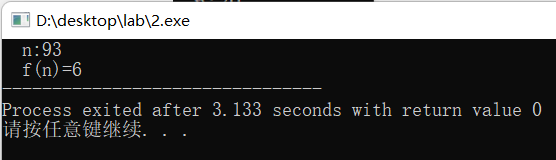 D:\desktop\lab\2.exe
n:93
f(n)=6
--------------------------------
Process exited after 3.133 seconds with return value 0
请按任意键继续. . .